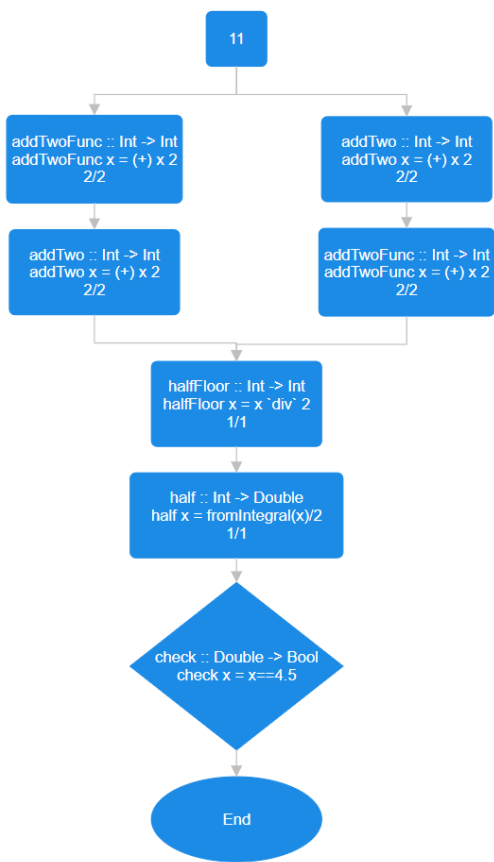 11
addTwoFunc :: Int -> Int
addTwoFunc x = (+) x 2
2/2
addTwo :: Int -> Int
addTwo x = (+) x 2
2/2
addTwo :: Int -> Int
addTwo x = (+) x 2
2/2
addTwoFunc :: Int -> Int
addTwoFunc x = (+) x 2
2/2
halfFloor :: Int -> Int
halfFloor x = x `div` 2
1/1
half :: Int -> Double
half x = fromIntegral(x)/2
1/1
check :: Double -> Bool
check x = x==4.5
End